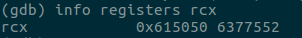 (gdb) info registers rcx
rcx            0x615050 6377552